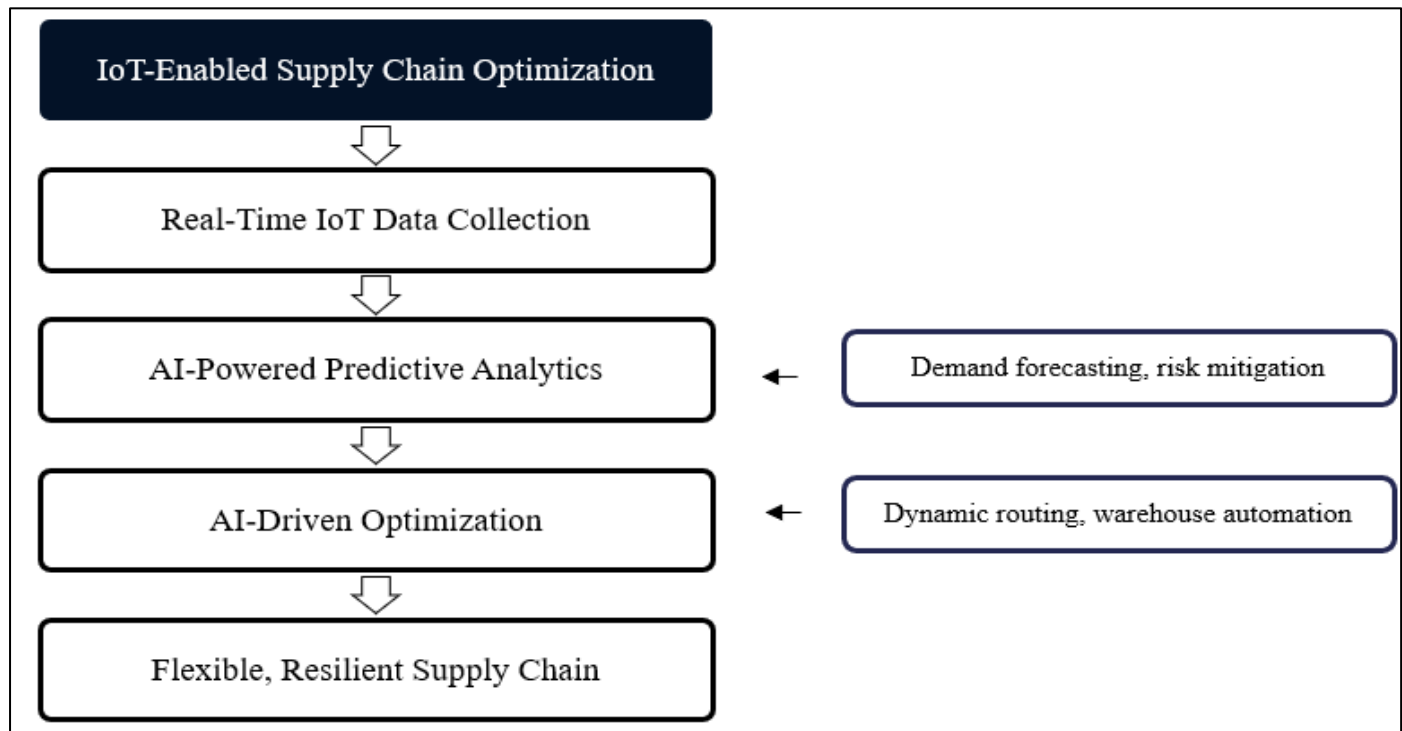 IoT-Enabled Supply Chain Optimization
Real-Time IoT Data Collection
AI-Powered Predictive Analytics
Demand forecasting, risk mitigation
AI-Driven Optimization
Dynamic routing, warehouse automation
Flexible, Resilient Supply Chain